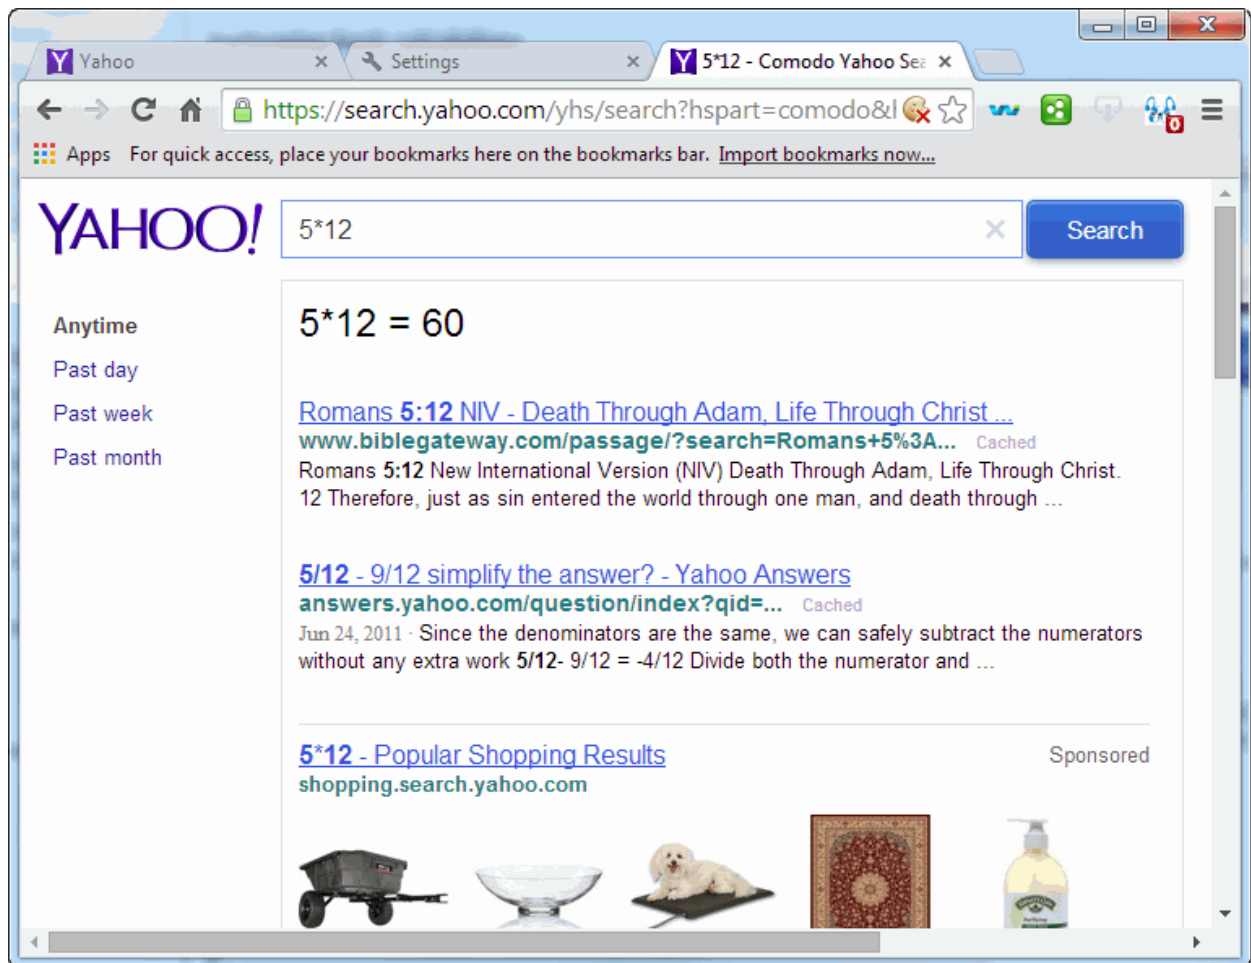 Yahoo
Settings
5*12 - Comodo Yahoo Sea
https://search.yahoo.com/yhs/search?hspart=comodo&l
0
Apps For quick access, place your bookmarks here on the bookmarks bar. Import bookmarks now...
YAHOO!
5*12
Search
Anytime
Past day
Past week
Past month
5*12 = 60
Romans 5:12 NIV - Death Through Adam, Life Through Christ ...
www.biblegateway.com/passage/?search=Romans+5%3A... Cached
Romans 5:12 New International Version (NIV) Death Through Adam, Life Through Christ.
12 Therefore, just as sin entered the world through one man, and death through ...
5/12 - 9/12 simplify the answer? - Yahoo Answers
answers.yahoo.com/question/index?qid=... Cached
Jun 24, 2011 · Since the denominators are the same, we can safely subtract the numerators
without any extra work 5/12- 9/12 = -4/12 Divide both the numerator and ...
5*12 - Popular Shopping Results
Sponsored
shopping.search.yahoo.com